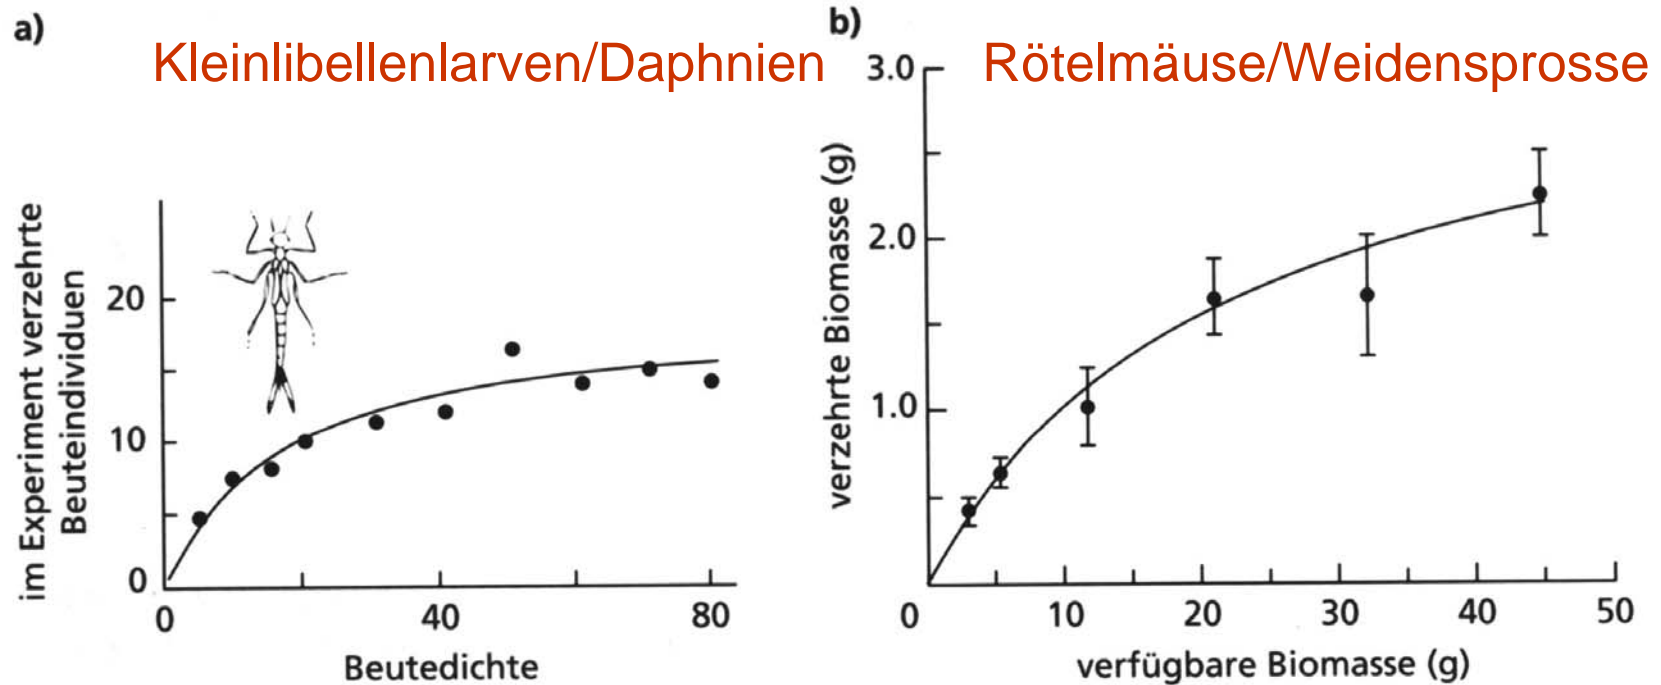 a)
Kleinlibellenlarven/Daphnien
im Experiment verzehrte
Beuteindividuen
20
10
0
0
40
80
Beutedichte
b)
Rötelmäuse/Weidensprosse
verzehrte Biomasse (g)
3.0
2.0
1.0
0
10
20
30
40
50
verfügbare Biomasse (g)